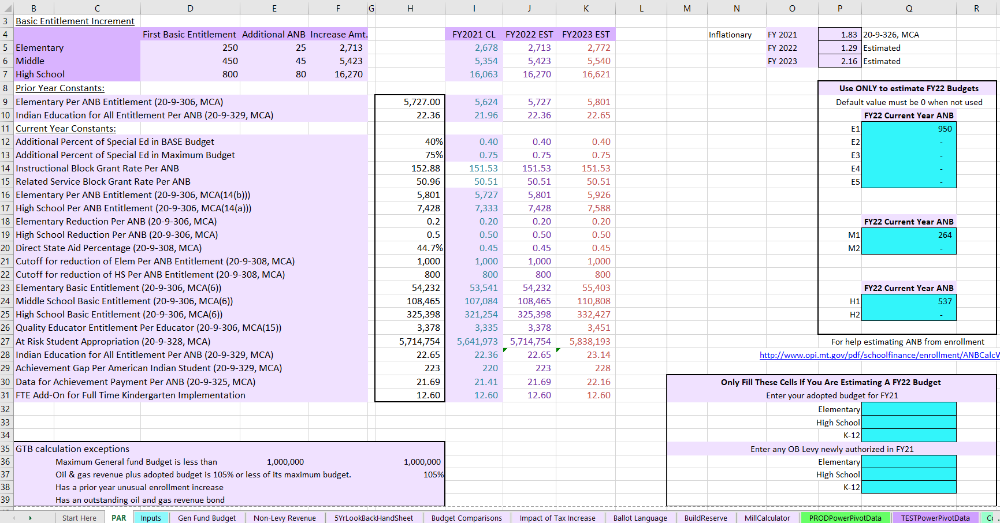 B C D E F G H I J K L M N O P Q R
3 Basic Entitlement Increment
4 First Basic Entitlement Additional ANB Increase Amt. FY2021 CL FY2022 EST FY2023 EST Inflationary FY 2021 1.83 20-9-326, MCA
5 Elementary 250 25 2,713 2,678 2,713 2,772 FY 2022 1.29 Estimated
6 Middle 450 45 5,423 5,354 5,423 5,540 FY 2023 2.16 Estimated
7 High School 800 80 16,270 16,063 16,270 16,621
8 Prior Year Constants: Use ONLY to estimate FY22 Budgets
9 Elementary Per ANB Entitlement (20-9-306, MCA) 5,727.00 5,624 5,727 5,801 Default value must be 0 when not used
10 Indian Education for All Entitlement Per ANB (20-9-329, MCA) 22.36 21.96 22.36 22.65 FY22 Current Year ANB
11 Current Year Constants: E1 950
12 Additional Percent of Special Ed in BASE Budget 40% 0.40 0.40 0.40 E2 -
13 Additional Percent of Special Ed in Maximum Budget 75% 0.75 0.75 0.75 E3 -
14 Instructional Block Grant Rate Per ANB 152.88 151.53 151.53 151.53 E4 -
15 Related Service Block Grant Rate Per ANB 50.96 50.51 50.51 50.51 E5 -
16 Elementary Per ANB Entitlement (20-9-306, MCA(14(b))) 5,801 5,727 5,801 5,926
17 High School Per ANB Entitlement (20-9-306, MCA(14(a))) 7,428 7,333 7,428 7,588
18 Elementary Reduction Per ANB (20-9-306, MCA) 0.2 0.20 0.20 0.20 FY22 Current Year ANB
19 High School Reduction Per ANB (20-9-306, MCA) 0.5 0.50 0.50 0.50 M1 264
20 Direct State Aid Percentage (20-9-308, MCA) 44.7% 0.45 0.45 0.45 M2 -
21 Cutoff for reduction of Elem Per ANB Entitlement (20-9-308, MCA) 1,000 1,000 1,000 1,000
22 Cutoff for reduction of HS Per ANB Entitlement (20-9-308, MCA) 800 800 800 800
23 Elementary Basic Entitlement (20-9-306, MCA(6)) 54,232 53,541 54,232 55,403 FY22 Current Year ANB
24 Middle School Basic Entitlement (20-9-306, MCA(6)) 108,465 107,084 108,465 110,808 H1 537
25 High School Basic Entitlement (20-9-306, MCA(6)) 325,398 321,254 325,398 332,427 H2 -
26 Quality Educator Entitlement Per Educator (20-9-306, MCA(15)) 3,378 3,335 3,378 3,451
27 At Risk Student Appropriation (20-9-328, MCA) 5,714,754 5,641,973 5,714,754 5,838,193 For help estimating ANB from enrollment
28 Indian Education for All Entitlement Per ANB (20-9-329, MCA) 22.65 22.36 22.65 23.14 http://www.opi.mt.gov/pdf/schoolfinance/enrollment/ANBCalcW
29 Achievement Gap Per American Indian Student (20-9-329, MCA) 223 220 223 228
30 Data for Achievement Payment Per ANB (20-9-325, MCA) 21.69 21.41 21.69 22.16 Only Fill These Cells If You Are Estimating A FY22 Budget
31 FTE Add-On for Full Time Kindergarten Implementation 12.60 12.60 12.60 12.60 Enter your adopted budget for FY21
32 Elementary
33 High School
34 K-12
35 GTB calculation exceptions Enter any OB Levy newly authorized in FY21
36 Maximum General fund Budget is less than 1,000,000 1,000,000 Elementary
37 Oil & gas revenue plus adopted budget is 105% or less of its maximum budget. 105% High School
38 Has a prior year unusual enrollment increase K-12
39 Has an outstanding oil and gas revenue bond
Start Here PAR Inputs Gen Fund Budget Non-Levy Revenue 5YrLookBackHandSheet Budget Comparisons Impact of Tax Increase Ballot Language BuildReserve MillCalculator PRODPowerPivotData TESTPowerPivotData